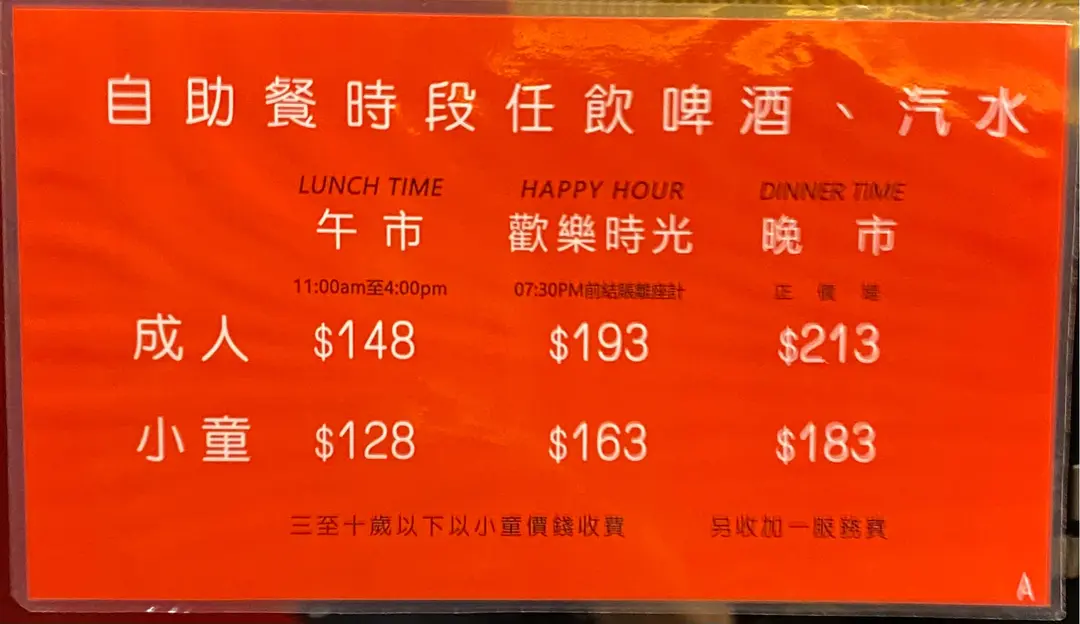 自助餐時段任飲啤酒、汽水
LUNCH TIME HAPPY HOUR DINNER TIME
午市 歡樂時光 晚市
11:00am至4:00pm 07:30PM前結賬離座計 正價
成人 $148 $193 $213
小童 $128 $163 $183
三至十歲以下以小童價錢收費 另收加一服務費
A